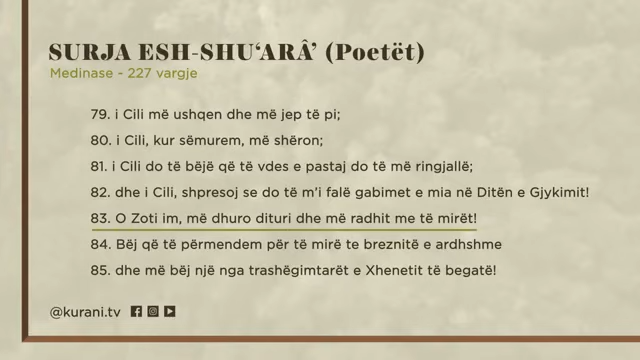 SURJA ESH-SHU‘ARÂ’ (Poetët)
Medinase - 227 vargje
79. i Cili më ushqen dhe më jep të pi;
80. i Cili, kur sëmurem, më shëron;
81. i Cili do të bëjë që të vdes e pastaj do të më ringjallë;
82. dhe i Cili, shpresoj se do të m'i falë gabimet e mia në Ditën e Gjykimit!
83. O Zoti im, më dhuro dituri dhe më radhit me të mirët!
84. Bëj që të përmendem për të mirë te breznitë e ardhshme
85. dhe më bëj një nga trashëgimtarët e Xhenetit të begatë!
@kurani.tv